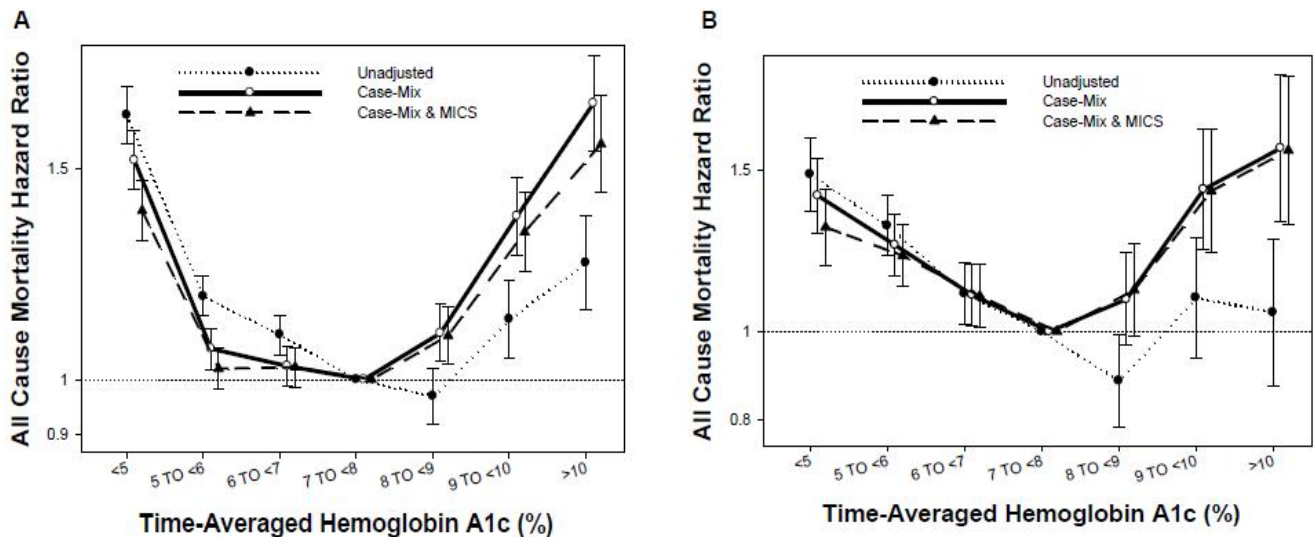 A
All Cause Mortality Hazard Ratio
Unadjusted
Case-Mix
Case-Mix & MICS
1.5
1
0.9
<5
5 TO <6
6 TO <7
7 TO <8
8 TO <9
9 TO <10
>10
Time-Averaged Hemoglobin A1c (%)
B
All Cause Mortality Hazard Ratio
Unadjusted
Case-Mix
Case-Mix & MICS
1.5
1
0.8
<5
5 TO <6
6 TO <7
7 TO <8
8 TO <9
9 TO <10
>10
Time-Averaged Hemoglobin A1c (%)